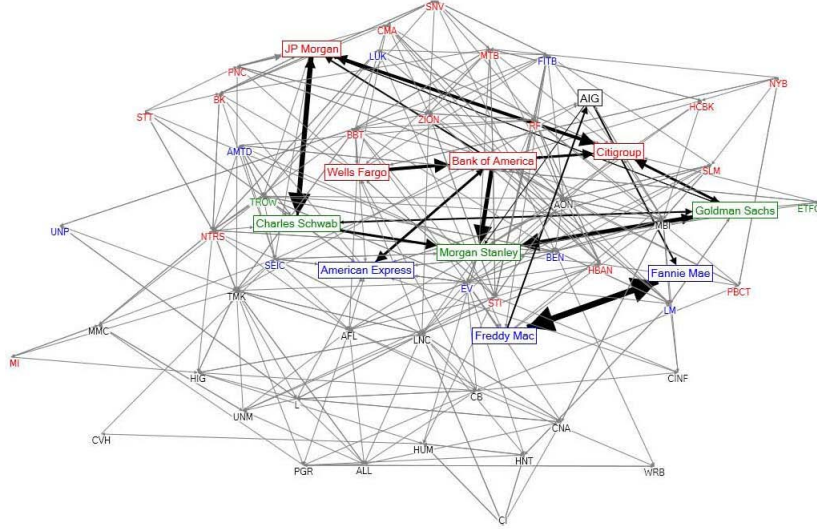 SNV
CMA
JP Morgan
LUK
MTB
FITB
PNC
NYB
BK
AIG
HCBK
STT
ZION
RF
BBT
AMTD
Citigroup
Bank of America
Wells Fargo
SLM
TROW
AON
Goldman Sachs
ETFC
Charles Schwab
MBI
UNP
NTRS
Morgan Stanley
BEN
SEIC
American Express
HBAN
Fannie Mae
EV
PBCT
TMK
STI
LM
MMC
AFL
LNC
Freddy Mac
MI
HIG
CINF
CB
L
UNM
CNA
CVH
HUM
HNT
PGR
ALL
WRB
CI